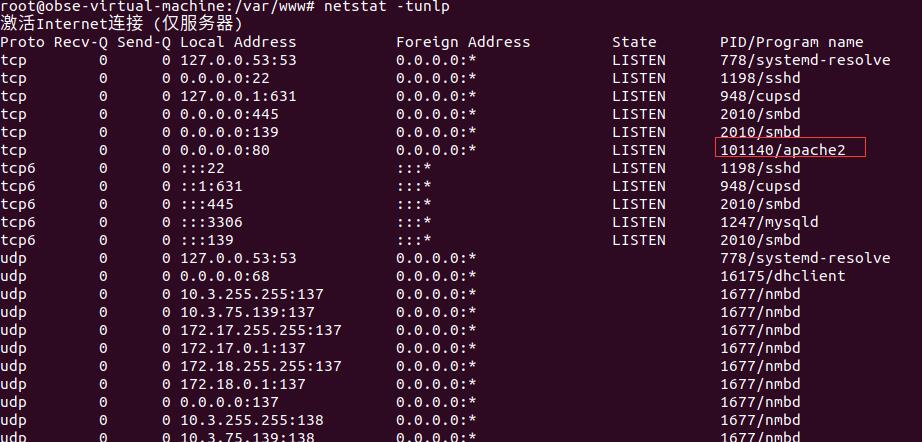 root@obse-virtual-machine:/var/www# netstat -tunlp
激活Internet连接 (仅服务器)
Proto Recv-Q Send-Q Local Address           Foreign Address         State       PID/Program name
tcp        0      0 127.0.0.53:53           0.0.0.0:*               LISTEN      778/systemd-resolve
tcp        0      0 0.0.0.0:22              0.0.0.0:*               LISTEN      1198/sshd
tcp        0      0 127.0.0.1:631           0.0.0.0:*               LISTEN      948/cupsd
tcp        0      0 0.0.0.0:445             0.0.0.0:*               LISTEN      2010/smbd
tcp        0      0 0.0.0.0:139             0.0.0.0:*               LISTEN      2010/smbd
tcp        0      0 0.0.0.0:80              0.0.0.0:*               LISTEN      101140/apache2
tcp6       0      0 :::22                   :::*                    LISTEN      1198/sshd
tcp6       0      0 ::1:631                 :::*                    LISTEN      948/cupsd
tcp6       0      0 :::445                  :::*                    LISTEN      2010/smbd
tcp6       0      0 :::3306                 :::*                    LISTEN      1247/mysqld
tcp6       0      0 :::139                  :::*                    LISTEN      2010/smbd
udp        0      0 127.0.0.53:53           0.0.0.0:*                           778/systemd-resolve
udp        0      0 0.0.0.0:68              0.0.0.0:*                           16175/dhclient
udp        0      0 10.3.255.255:137        0.0.0.0:*                           1677/nmbd
udp        0      0 10.3.75.139:137         0.0.0.0:*                           1677/nmbd
udp        0      0 172.17.255.255:137      0.0.0.0:*                           1677/nmbd
udp        0      0 172.17.0.1:137          0.0.0.0:*                           1677/nmbd
udp        0      0 172.18.255.255:137      0.0.0.0:*                           1677/nmbd
udp        0      0 172.18.0.1:137          0.0.0.0:*                           1677/nmbd
udp        0      0 0.0.0.0:137             0.0.0.0:*                           1677/nmbd
udp        0      0 10.3.255.255:138        0.0.0.0:*                           1677/nmbd
udp        0      0 10.3.75.139:138         0.0.0.0:*                           1677/nmbd